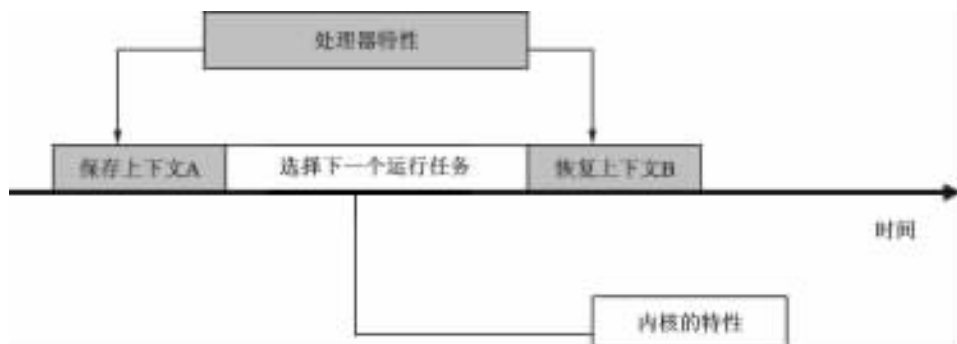 处理器特性
保存上下文A
选择下一个运行任务
恢复上下文B
时间
内核的特性